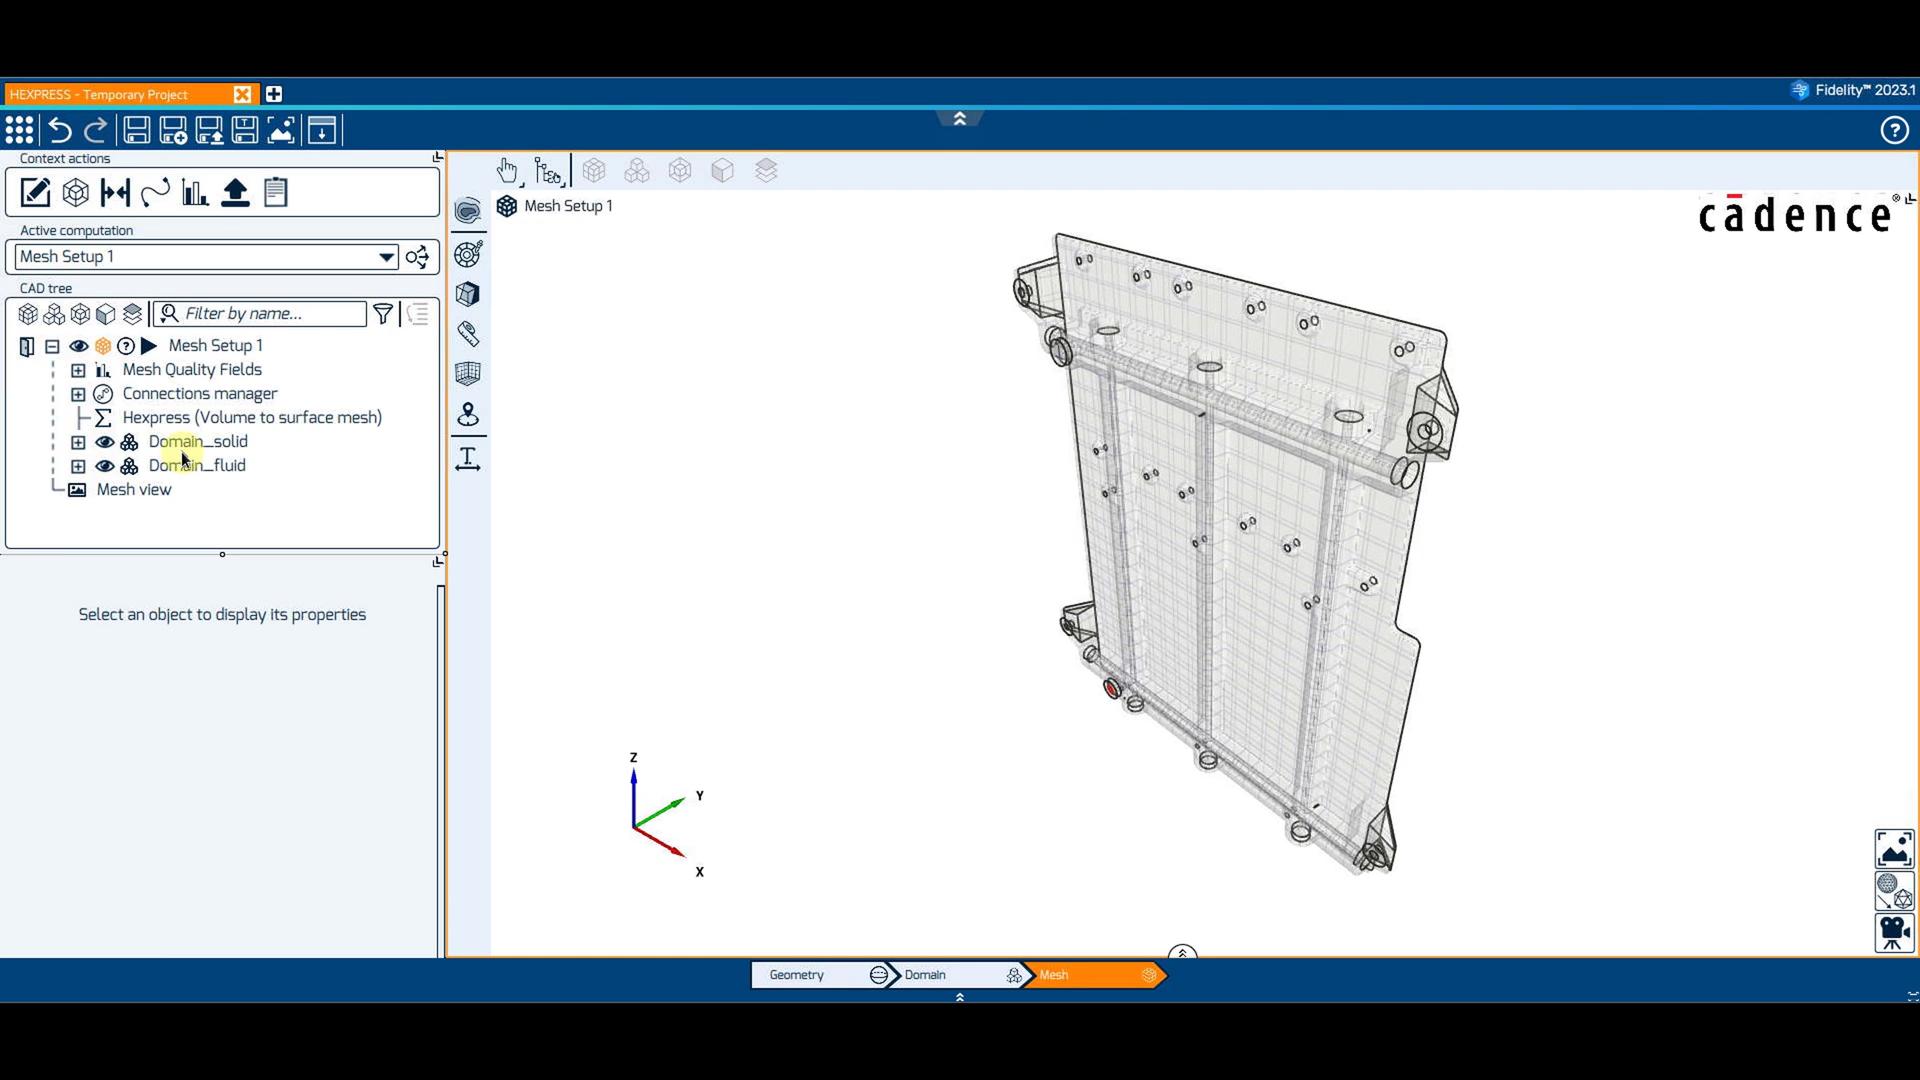 HEXPRESS - Temporary Project
Fidelity™ 2023.1
Context actions
Active computation
Mesh Setup 1
CAD tree
Filter by name...
Mesh Setup 1
Mesh Quality Fields
Connections manager
Hexpress (Volume to surface mesh)
Domain_solid
Domain_fluid
Mesh view
Select an object to display its properties
Mesh Setup 1
cādence®
Z
Y
X
Geometry
Domain
Mesh